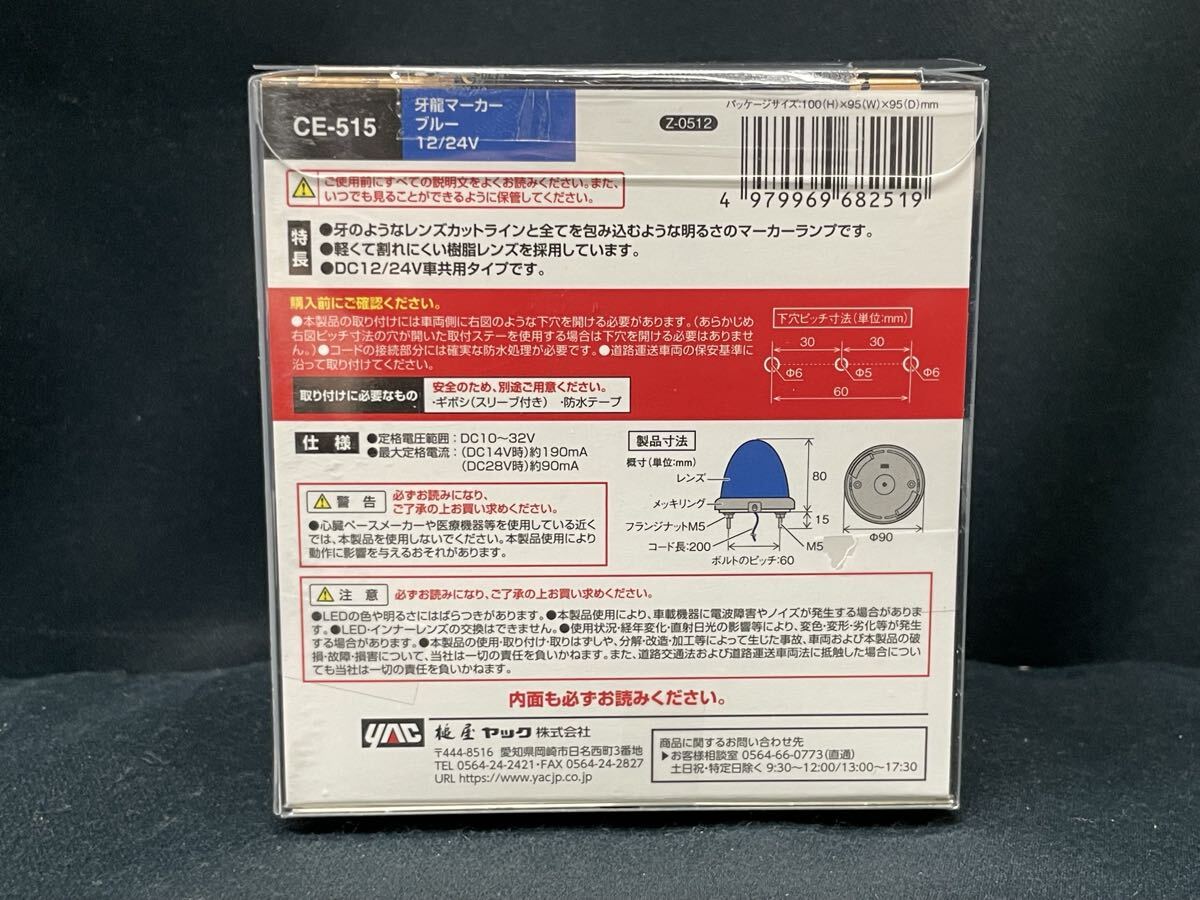 CE-515
牙龍マーカー
ブルー
12/24V
Z-0512
パッケージサイズ:100(H)×95(W)×95(D)mm
4 979969 682519
ご使用前にすべての説明文をよくお読みください。また、
いつでも見ることができるように保管してください。
特長
●牙のようなレンズカットラインと全てを包み込むような明るさのマーカーランプです。
●軽くて割れにくい樹脂レンズを採用しています。
●DC12/24V車共用タイプです。
購入前にご確認ください。
●本製品の取り付けには車両側に右図のような下穴を開ける必要があります。(あらかじめ
右図ピッチ寸法の穴が開いた取付ステーを使用する場合は下穴を開ける必要はありませ
ん。)●コードの接続部分には確実な防水処理が必要です。●道路運送車両の保安基準に
沿って取り付けてください。
取り付けに必要なもの
安全のため、別途ご用意ください。
・ギボシ(スリーブ付き) ・防水テープ
下穴ピッチ寸法(単位:mm)
30 30
Φ6 Φ5 Φ6
60
仕様
●定格電圧範囲:DC10〜32V
●最大定格電流:(DC14V時)約190mA
(DC28V時)約90mA
製品寸法
概寸(単位:mm)
レンズ
メッキリング
フランジナットM5
コード長:200
ボルトのピッチ:60
80
15
M5
Φ90
警告
必ずお読みになり、
ご了承の上お買い求めください。
●心臓ペースメーカーや医療機器等を使用している近く
では、本製品を使用しないでください。本製品使用により
動作に影響を与えるおそれがあります。
注意
必ずお読みになり、ご了承の上お買い求めください。
●LEDの色や明るさにはばらつきがあります。●本製品使用により、車載機器に電波障害やノイズが発生する場合がありま
す。●LED・インナーレンズの交換はできません。●使用状況・経年変化・直射日光の影響等により、変色・変形・劣化等が発生
する場合があります。●本製品の使用・取り付け・取りはずしや、分解・改造・加工等によって生じた事故、車両および本製品の破
損・故障・損害について、当社は一切の責任を負いかねます。また、道路交通法および道路運送車両法に抵触した場合につい
ても当社は一切の責任を負いかねます。
内面も必ずお読みください。
YAC
槌屋ヤック株式会社
〒444-8516 愛知県岡崎市日名西町3番地
TEL 0564-24-2421・FAX 0564-24-2827
URL https://www.yacjp.co.jp
商品に関するお問い合わせ先
▶お客様相談室 0564-66-0773(直通)
土日祝・特定日除く 9:30〜12:00/13:00〜17:30